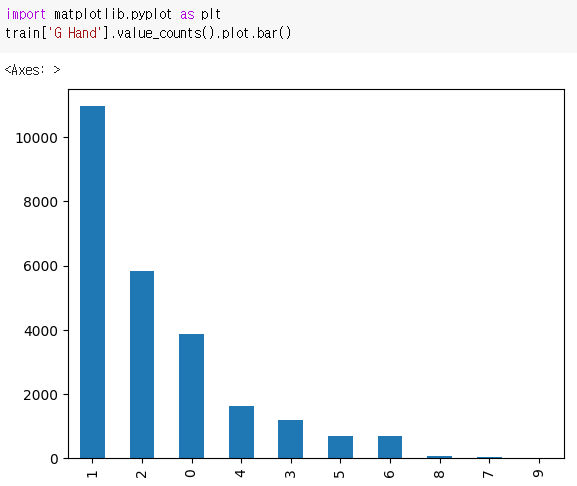 import matplotlib.pyplot as plt
train['G Hand'].value_counts().plot.bar()
<Axes: >
10000
8000
6000
4000
2000
0
1 2 0 4 3 5 6 8 7 9